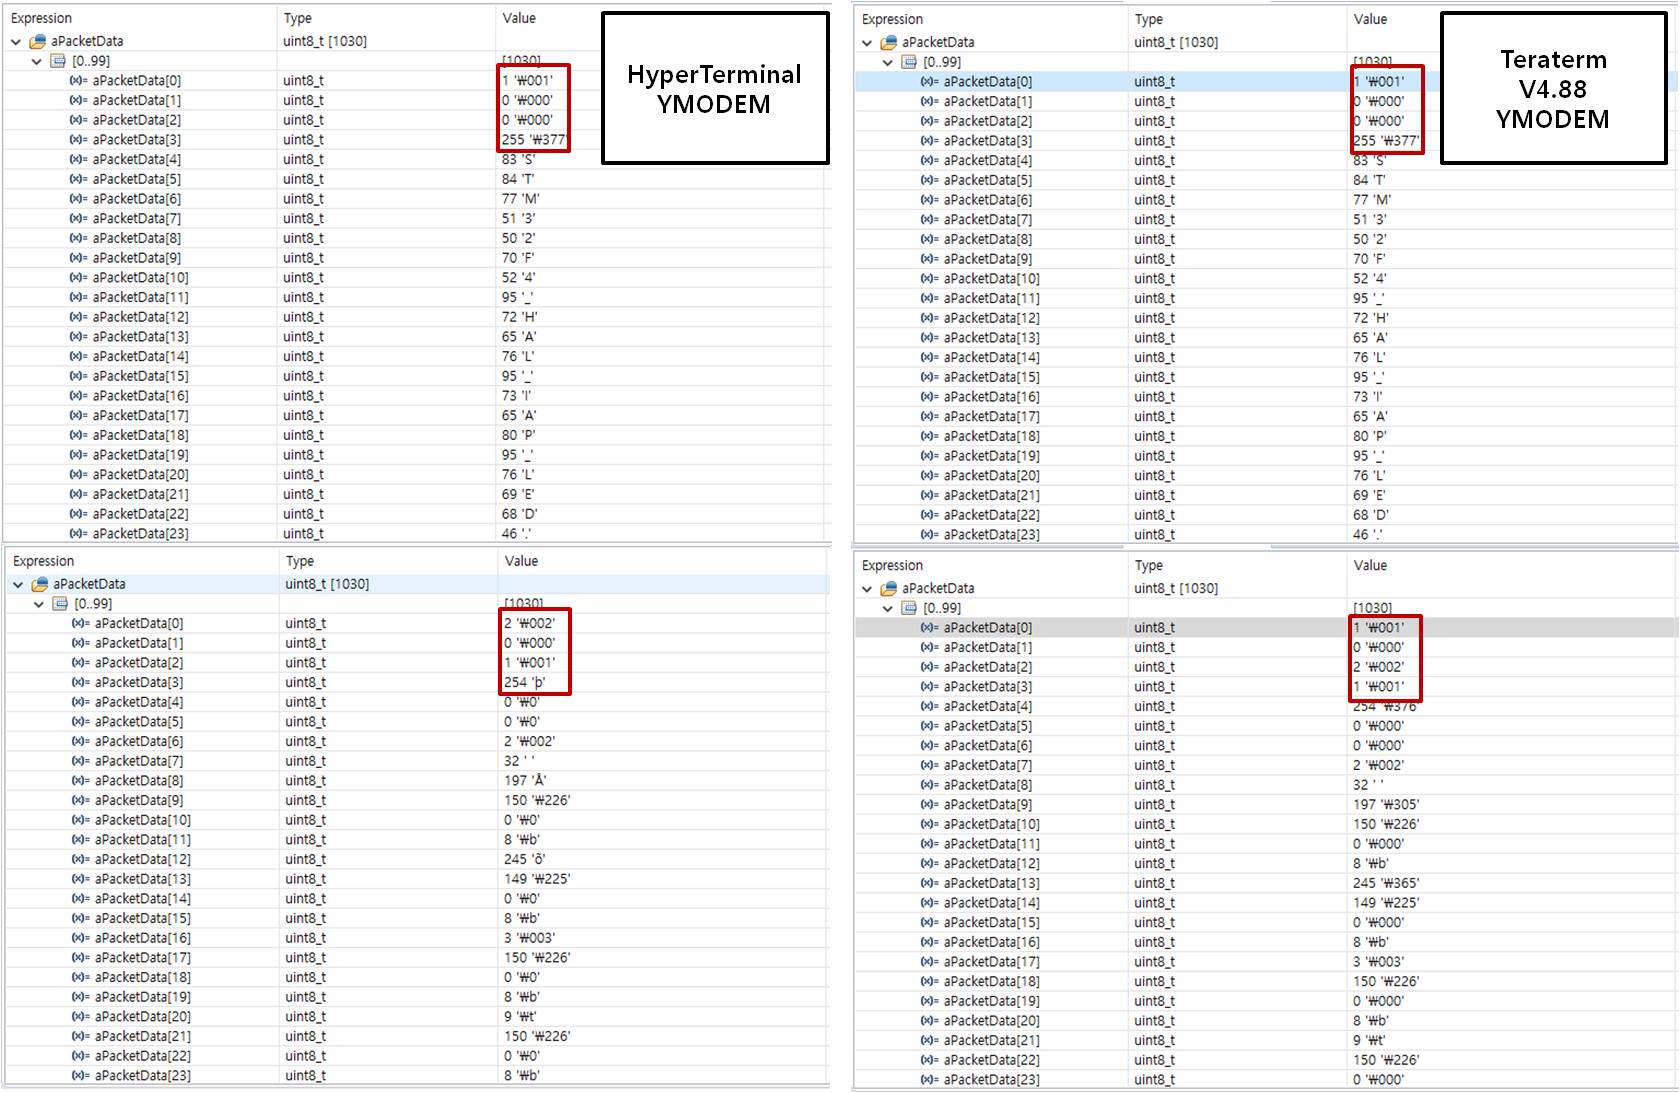 Expression Type Value
aPacketData uint8_t [1030]
[0..99] [1030]
(x)= aPacketData[0] uint8_t 1 '₩001'
(x)= aPacketData[1] uint8_t 0 '₩000'
(x)= aPacketData[2] uint8_t 0 '₩000'
(x)= aPacketData[3] uint8_t 255 '₩377'
(x)= aPacketData[4] uint8_t 83 'S'
(x)= aPacketData[5] uint8_t 84 'T'
(x)= aPacketData[6] uint8_t 77 'M'
(x)= aPacketData[7] uint8_t 51 '3'
(x)= aPacketData[8] uint8_t 50 '2'
(x)= aPacketData[9] uint8_t 70 'F'
(x)= aPacketData[10] uint8_t 52 '4'
(x)= aPacketData[11] uint8_t 95 '_'
(x)= aPacketData[12] uint8_t 72 'H'
(x)= aPacketData[13] uint8_t 65 'A'
(x)= aPacketData[14] uint8_t 76 'L'
(x)= aPacketData[15] uint8_t 95 '_'
(x)= aPacketData[16] uint8_t 73 'I'
(x)= aPacketData[17] uint8_t 65 'A'
(x)= aPacketData[18] uint8_t 80 'P'
(x)= aPacketData[19] uint8_t 95 '_'
(x)= aPacketData[20] uint8_t 76 'L'
(x)= aPacketData[21] uint8_t 69 'E'
(x)= aPacketData[22] uint8_t 68 'D'
(x)= aPacketData[23] uint8_t 46 '.'
HyperTerminal
YMODEM
Expression Type Value
aPacketData uint8_t [1030]
[0..99] [1030]
(x)= aPacketData[0] uint8_t 1 '₩001'
(x)= aPacketData[1] uint8_t 0 '₩000'
(x)= aPacketData[2] uint8_t 0 '₩000'
(x)= aPacketData[3] uint8_t 255 '₩377'
(x)= aPacketData[4] uint8_t 83 'S'
(x)= aPacketData[5] uint8_t 84 'T'
(x)= aPacketData[6] uint8_t 77 'M'
(x)= aPacketData[7] uint8_t 51 '3'
(x)= aPacketData[8] uint8_t 50 '2'
(x)= aPacketData[9] uint8_t 70 'F'
(x)= aPacketData[10] uint8_t 52 '4'
(x)= aPacketData[11] uint8_t 95 '_'
(x)= aPacketData[12] uint8_t 72 'H'
(x)= aPacketData[13] uint8_t 65 'A'
(x)= aPacketData[14] uint8_t 76 'L'
(x)= aPacketData[15] uint8_t 95 '_'
(x)= aPacketData[16] uint8_t 73 'I'
(x)= aPacketData[17] uint8_t 65 'A'
(x)= aPacketData[18] uint8_t 80 'P'
(x)= aPacketData[19] uint8_t 95 '_'
(x)= aPacketData[20] uint8_t 76 'L'
(x)= aPacketData[21] uint8_t 69 'E'
(x)= aPacketData[22] uint8_t 68 'D'
(x)= aPacketData[23] uint8_t 46 '.'
Teraterm
V4.88
YMODEM
Expression Type Value
aPacketData uint8_t [1030]
[0..99] [1030]
(x)= aPacketData[0] uint8_t 2 '₩002'
(x)= aPacketData[1] uint8_t 0 '₩000'
(x)= aPacketData[2] uint8_t 1 '₩001'
(x)= aPacketData[3] uint8_t 254 'þ'
(x)= aPacketData[4] uint8_t 0 '₩0'
(x)= aPacketData[5] uint8_t 0 '₩0'
(x)= aPacketData[6] uint8_t 2 '₩002'
(x)= aPacketData[7] uint8_t 32 ' '
(x)= aPacketData[8] uint8_t 197 'Å'
(x)= aPacketData[9] uint8_t 150 '₩226'
(x)= aPacketData[10] uint8_t 0 '₩0'
(x)= aPacketData[11] uint8_t 8 '₩b'
(x)= aPacketData[12] uint8_t 245 'õ'
(x)= aPacketData[13] uint8_t 149 '₩225'
(x)= aPacketData[14] uint8_t 0 '₩0'
(x)= aPacketData[15] uint8_t 8 '₩b'
(x)= aPacketData[16] uint8_t 3 '₩003'
(x)= aPacketData[17] uint8_t 150 '₩226'
(x)= aPacketData[18] uint8_t 0 '₩0'
(x)= aPacketData[19] uint8_t 8 '₩b'
(x)= aPacketData[20] uint8_t 9 '₩t'
(x)= aPacketData[21] uint8_t 150 '₩226'
(x)= aPacketData[22] uint8_t 0 '₩0'
(x)= aPacketData[23] uint8_t 8 '₩b'
Expression Type Value
aPacketData uint8_t [1030]
[0..99] [1030]
(x)= aPacketData[0] uint8_t 1 '₩001'
(x)= aPacketData[1] uint8_t 0 '₩000'
(x)= aPacketData[2] uint8_t 2 '₩002'
(x)= aPacketData[3] uint8_t 1 '₩001'
(x)= aPacketData[4] uint8_t 254 '₩376'
(x)= aPacketData[5] uint8_t 0 '₩000'
(x)= aPacketData[6] uint8_t 0 '₩000'
(x)= aPacketData[7] uint8_t 2 '₩002'
(x)= aPacketData[8] uint8_t 32 ' '
(x)= aPacketData[9] uint8_t 197 '₩305'
(x)= aPacketData[10] uint8_t 150 '₩226'
(x)= aPacketData[11] uint8_t 0 '₩000'
(x)= aPacketData[12] uint8_t 8 '₩b'
(x)= aPacketData[13] uint8_t 245 '₩365'
(x)= aPacketData[14] uint8_t 149 '₩225'
(x)= aPacketData[15] uint8_t 0 '₩000'
(x)= aPacketData[16] uint8_t 8 '₩b'
(x)= aPacketData[17] uint8_t 3 '₩003'
(x)= aPacketData[18] uint8_t 150 '₩226'
(x)= aPacketData[19] uint8_t 0 '₩000'
(x)= aPacketData[20] uint8_t 8 '₩b'
(x)= aPacketData[21] uint8_t 9 '₩t'
(x)= aPacketData[22] uint8_t 150 '₩226'
(x)= aPacketData[23] uint8_t 0 '₩000'